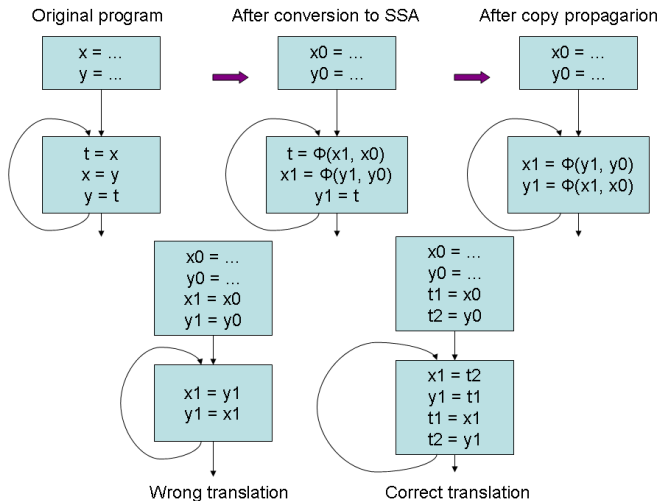 Original program
After conversion to SSA
After copy propagarion
x = ...
y = ...
x0 = ...
y0 = ...
x0 = ...
y0 = ...
t = x
x = y
y = t
t = Φ(x1, x0)
x1 = Φ(y1, y0)
y1 = t
x1 = Φ(y1, y0)
y1 = Φ(x1, x0)
x0 = ...
y0 = ...
x1 = x0
y1 = y0
x0 = ...
y0 = ...
t1 = x0
t2 = y0
x1 = y1
y1 = x1
x1 = t2
y1 = t1
t1 = x1
t2 = y1
Wrong translation
Correct translation